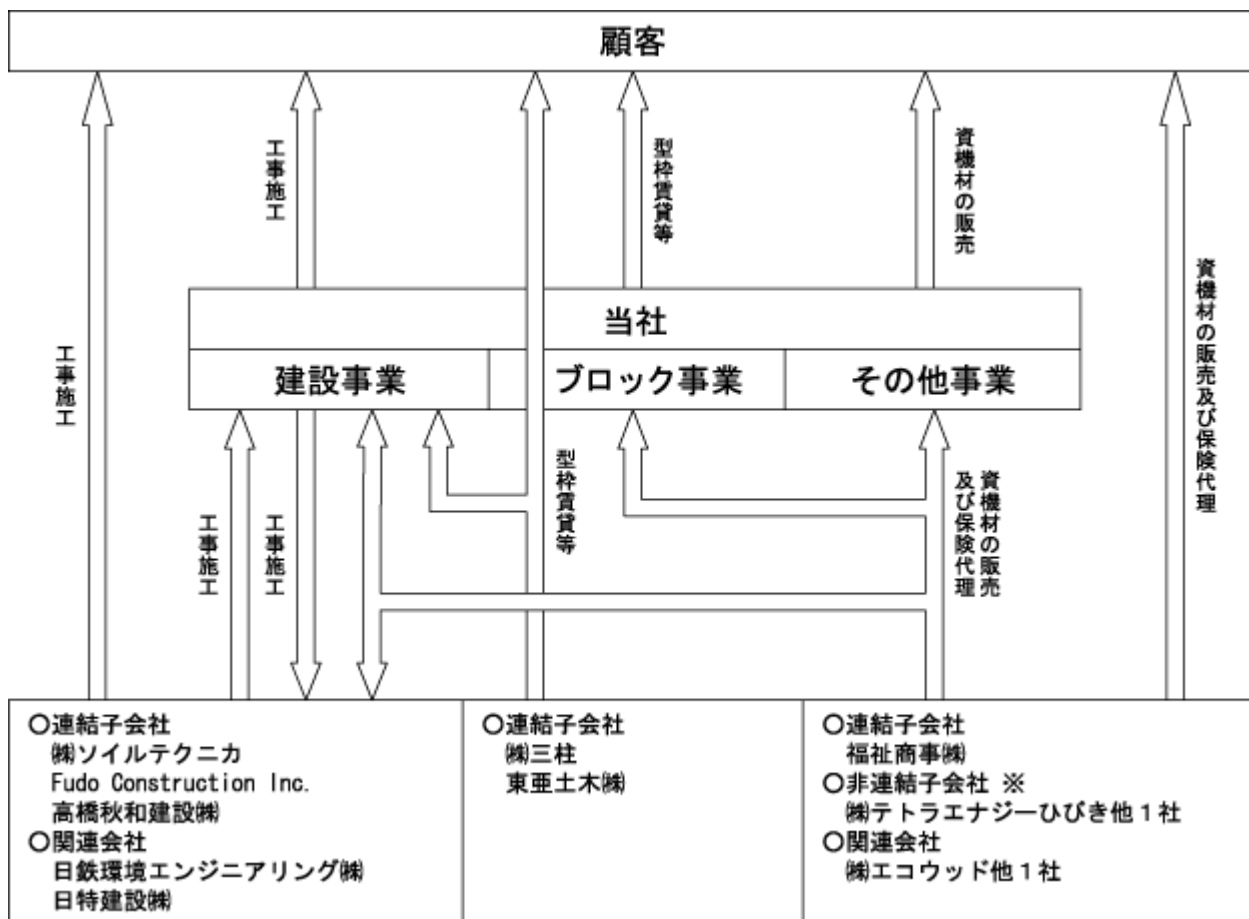 顧客
工事施工
型枠賃貸等
資機材の販売
工事施工
資機材の販売及び保険代理
当社
建設事業
ブロック事業
その他事業
工事施工
工事施工
型枠賃貸等
資機材の販売
及び保険代理
〇連結子会社
㈱ソイルテクニカ
Fudo Construction Inc.
高橋秋和建設㈱
〇関連会社
日鉄環境エンジニアリング㈱
日特建設㈱
〇連結子会社
㈱三柱
東亜土木㈱
〇連結子会社
福祉商事㈱
〇非連結子会社 ※
㈱テトラエナジーひびき他1社
〇関連会社
㈱エコウッド他1社